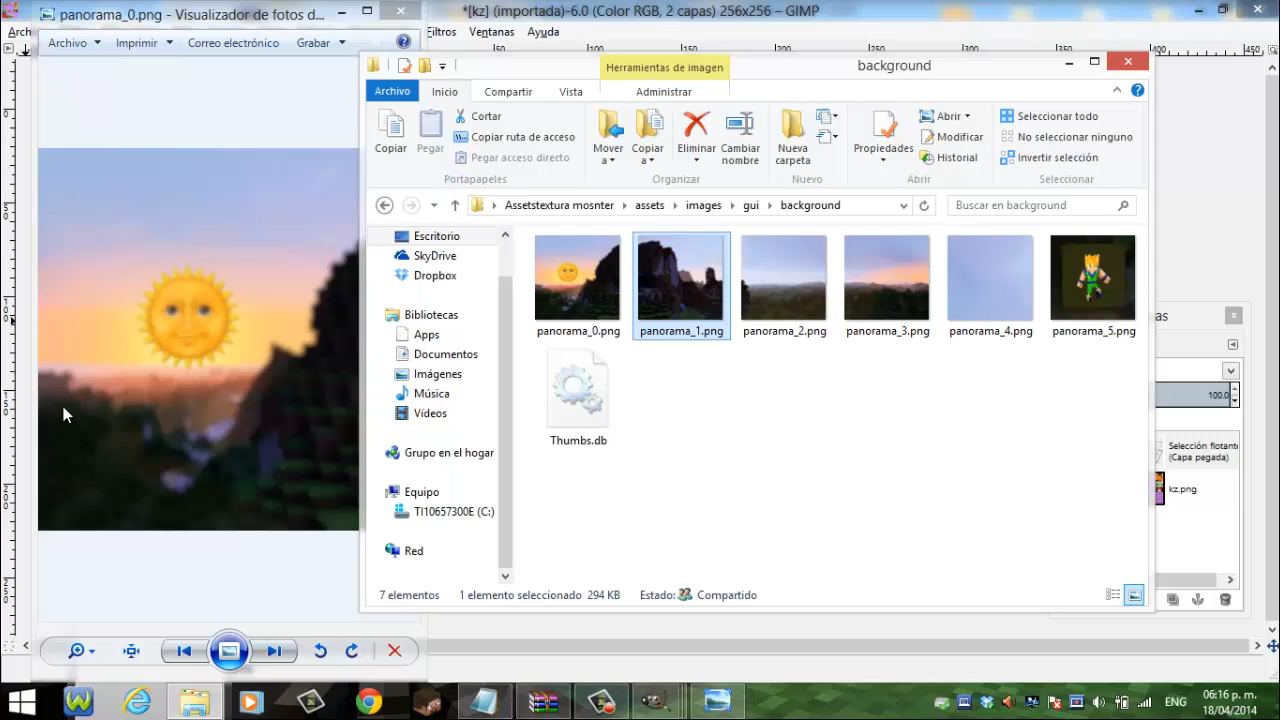 panorama_0.png - Visualizador de fotos d...
*[kz] (importada)-6.0 (Color RGB, 2 capas) 256x256 – GIMP
Archivo Imprimir Correo electrónico Grabar
Filtros Ventanas Ayuda
Herramientas de imagen
background
Archivo Inicio Compartir Vista Administrar
Copiar
Pegar
Cortar
Copiar ruta de acceso
Pegar acceso directo
Portapapeles
Mover a
Copiar a
Eliminar
Cambiar nombre
Organizar
Nueva carpeta
Nuevo
Propiedades
Abrir
Modificar
Historial
Abrir
Seleccionar todo
No seleccionar ninguno
Invertir selección
Seleccionar
Assetstextura mosnter assets images gui background
Buscar en background
Escritorio
SkyDrive
Dropbox
Bibliotecas
Apps
Documentos
Imágenes
Música
Vídeos
Grupo en el hogar
Equipo
TI10657300E (C:)
Red
panorama_0.png
panorama_1.png
panorama_2.png
panorama_3.png
panorama_4.png
panorama_5.png
Thumbs.db
7 elementos 1 elemento seleccionado 294 KB Estado: Compartido
100.0
Selección flotante
(Capa pegada)
kz.png
ENG
06:16 p. m.
18/04/2014